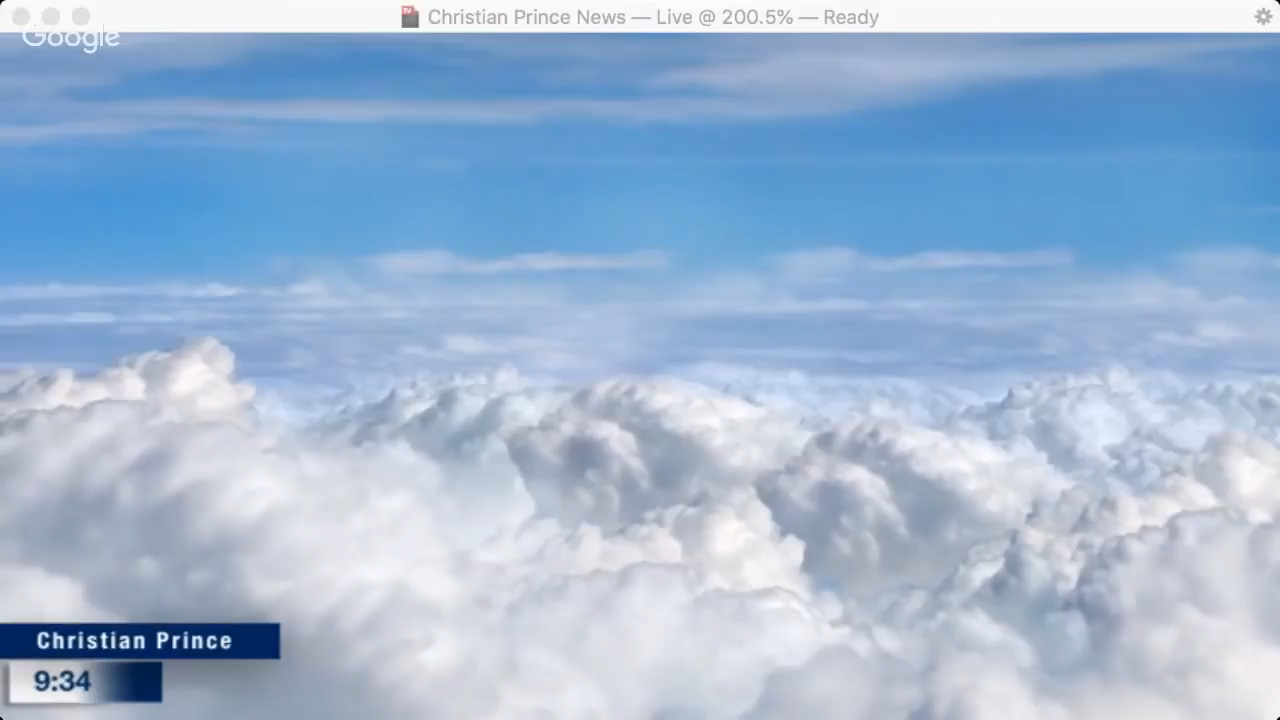 Christian Prince News — Live @ 200.5% — Ready
Google
Christian Prince
9:34